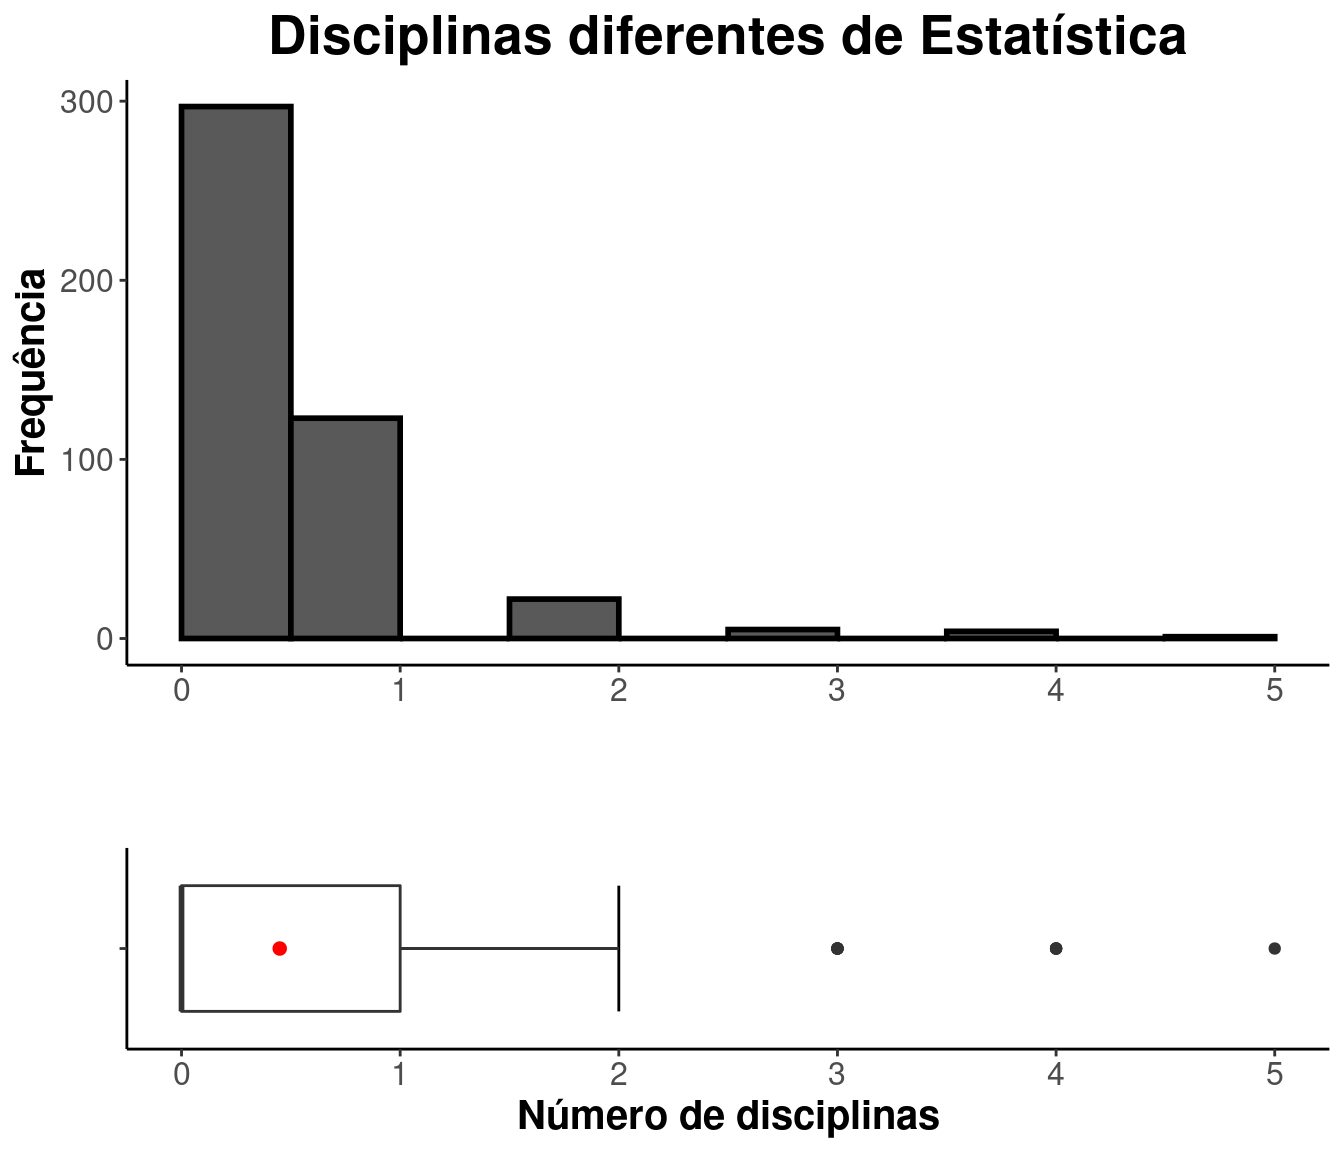 Disciplinas diferentes de Estatística
Frequência
300
200
100
0
0 1 2 3 4 5
0 1 2 3 4 5
Número de disciplinas